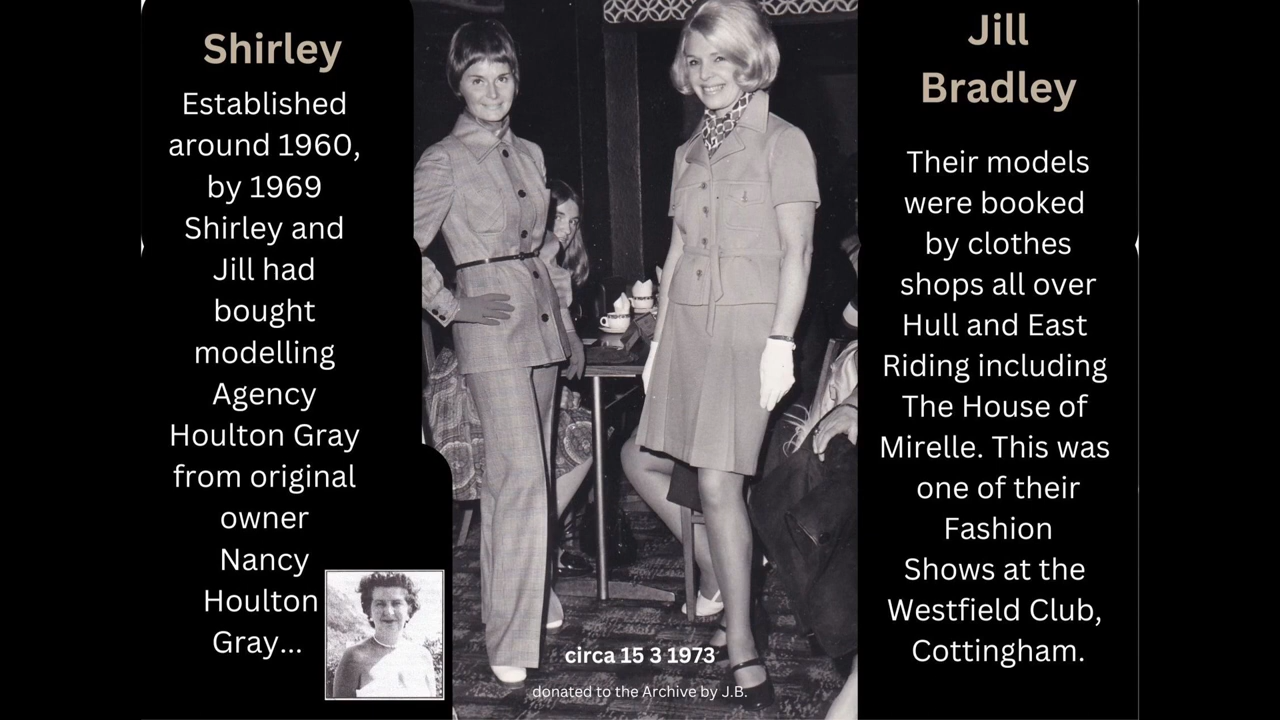 Shirley
Established
around 1960,
by 1969
Shirley and
Jill had
bought
modelling
Agency
Houlton Gray
from original
owner
Nancy
Houlton
Gray...
Jill
Bradley
Their models
were booked
by clothes
shops all over
Hull and East
Riding including
The House of
Mirelle. This was
one of their
Fashion
Shows at the
Westfield Club,
Cottingham.
circa 15 3 1973
donated to the Archive by J.B.